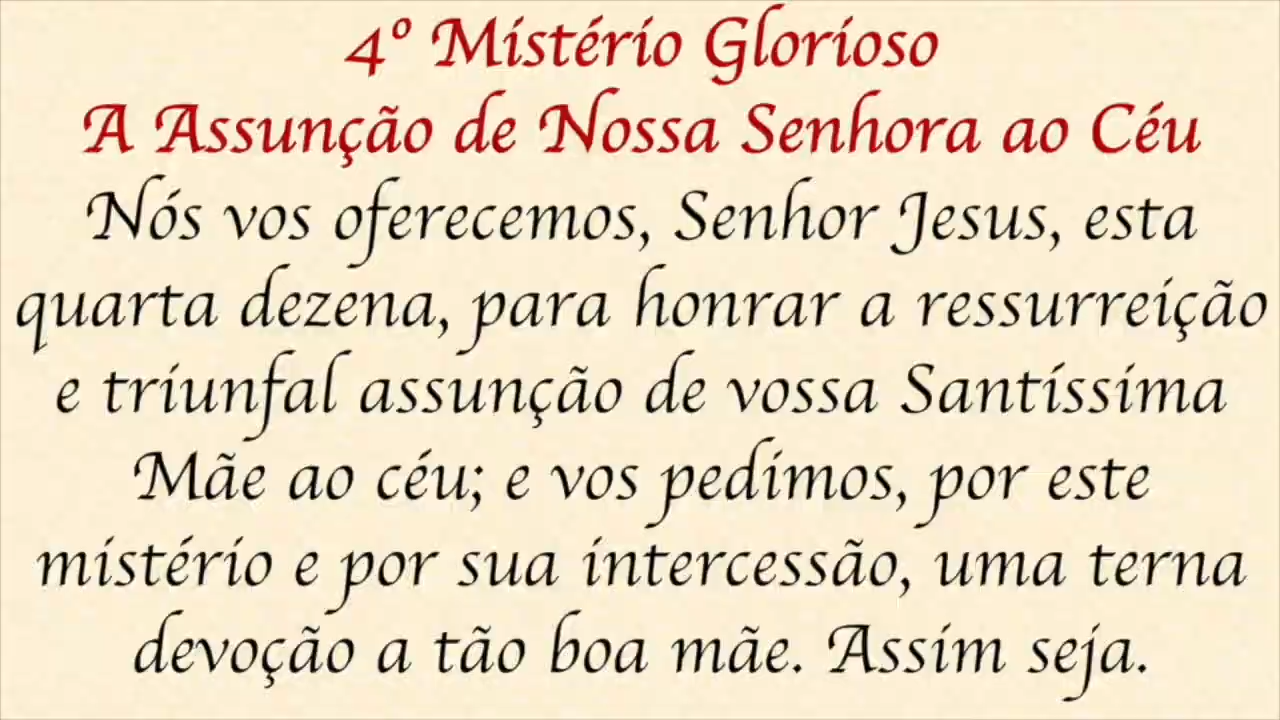 4º Mistério Glorioso
A Assunção de Nossa Senhora ao Céu
Nós vos oferecemos, Senhor Jesus, esta
quarta dezena, para honrar a ressurreição
e triunfal assunção de vossa Santíssima
Mãe ao céu; e vos pedimos, por este
mistério e por sua intercessão, uma terna
devoção a tão boa mãe. Assim seja.